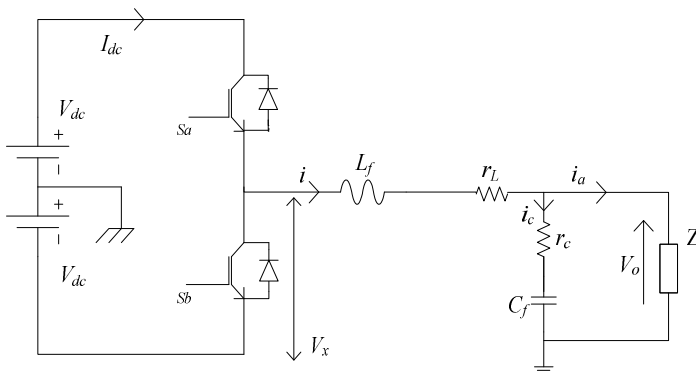 I_dc
V_dc
+
-
Sa
i
L_f
r_L
i_a
+
-
V_dc
i_c
r_c
V_o
Z
Sb
C_f
V_x